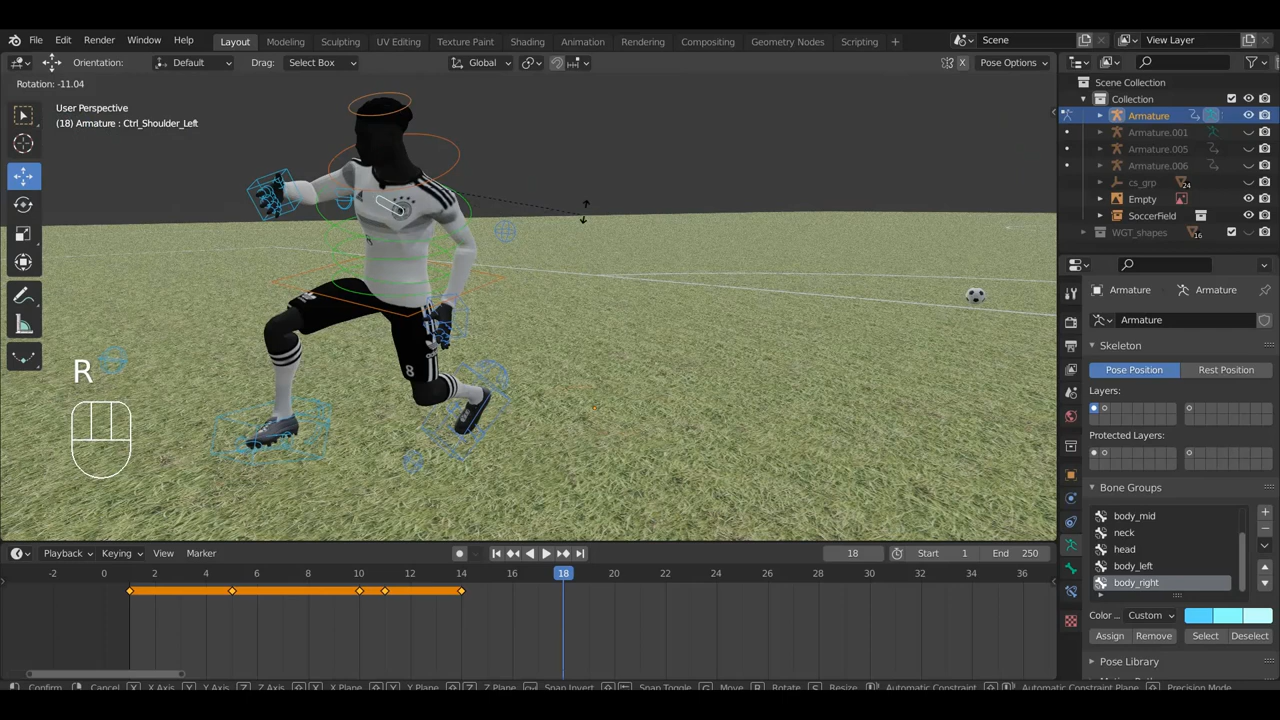 File Edit Render Window Help Layout Modeling Sculpting UV Editing Texture Paint Shading Animation Rendering Compositing Geometry Nodes Scripting + Scene View Layer
Orientation: Default Drag: Select Box Global X Pose Options
Rotation: -11.04
User Perspective
(18) Armature : Ctrl_Shoulder_Left
8
R
Scene Collection
Collection
Armature
Armature.001
Armature.005
Armature.006
cs_grp 24
Empty
SoccerField
WGT_shapes 16
Armature Armature
Armature
Skeleton
Pose Position Rest Position
Layers:
Protected Layers:
Bone Groups
body_mid
neck
head
body_left
body_right
Color ... Custom
Assign Remove Select Deselect
Pose Library
Playback Keying View Marker 18 Start 1 End 250
-2 0 2 4 6 8 10 12 14 16 18 20 22 24 26 28 30 32 34 36
Confirm Cancel X X Axis Y Y Axis Z Z Axis X X Plane Y Y Plane Z Z Plane Snap Invert Snap Toggle G Move R Rotate S Resize Automatic Constraint Automatic Constraint Plane Precision Mode